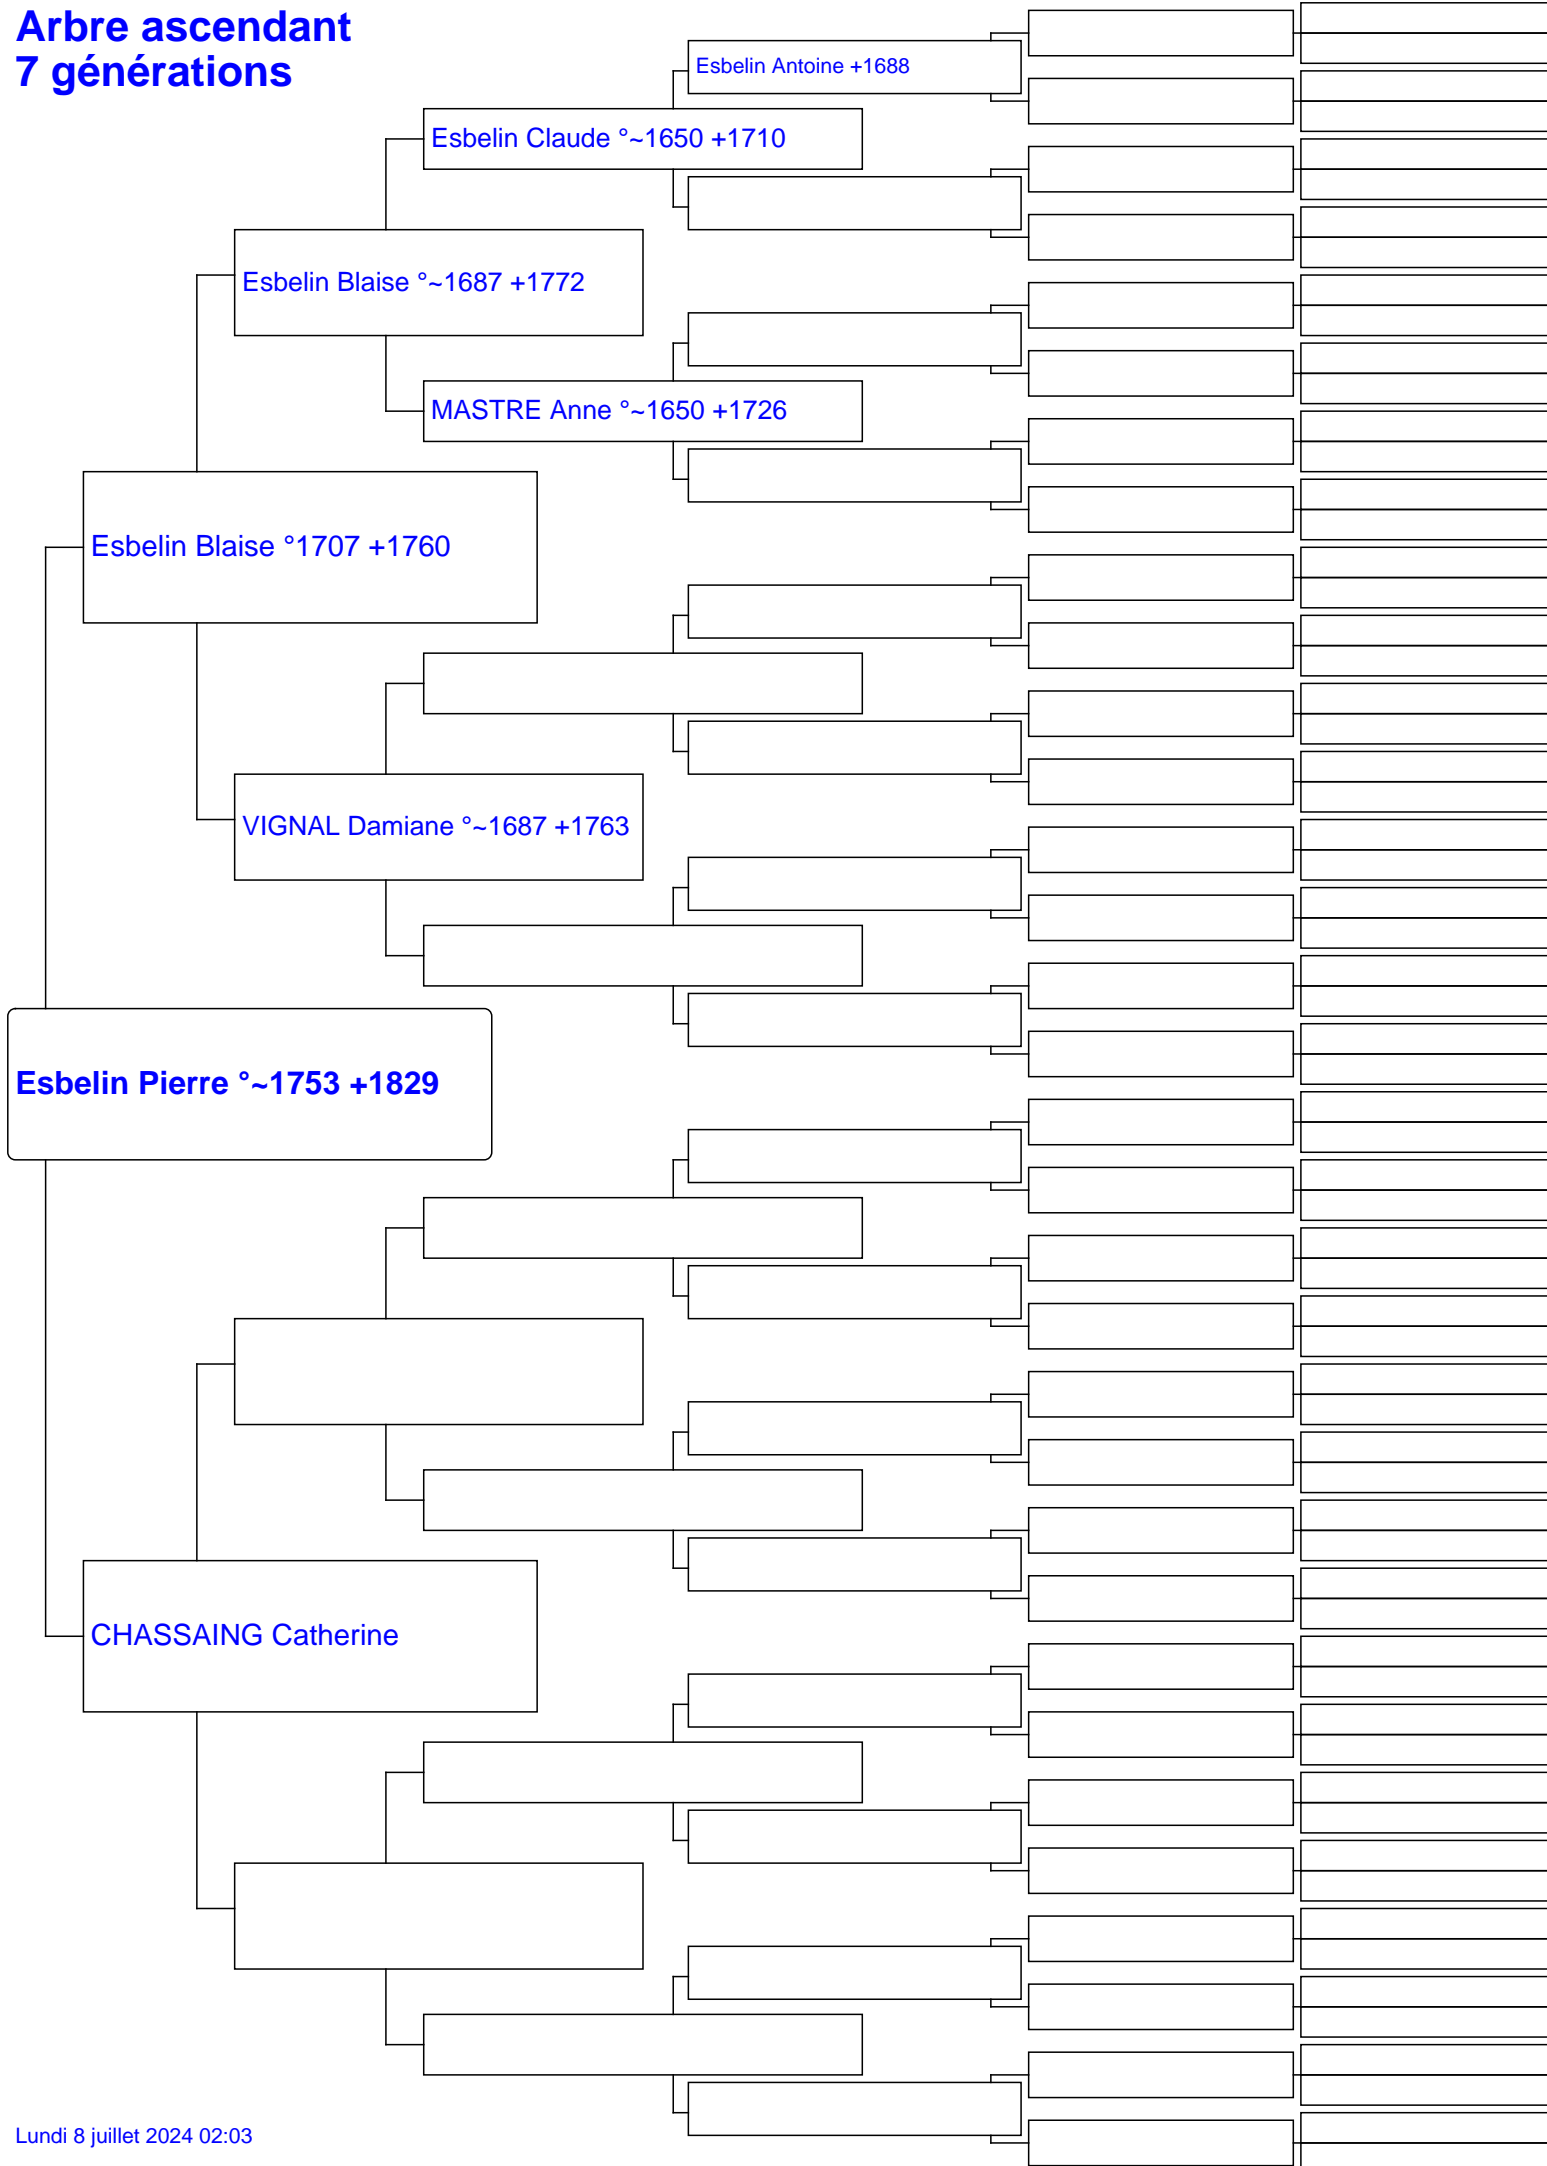 Arbre ascendant
7 générations
Esbelin Antoine +1688
Esbelin Claude °~1650 +1710
Esbelin Blaise °~1687 +1772
MASTRE Anne °~1650 +1726
Esbelin Blaise °1707 +1760
VIGNAL Damiane °~1687 +1763
Esbelin Pierre °~1753 +1829
CHASSAING Catherine
Lundi 8 juillet 2024 02:03